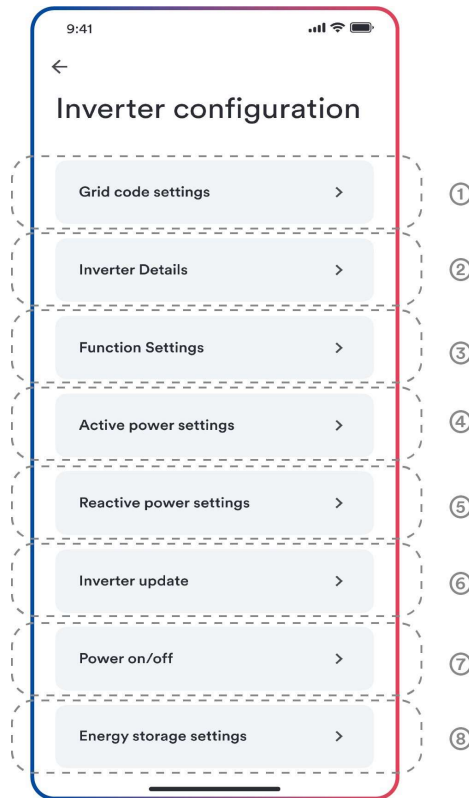 9:41
Inverter configuration
Grid code settings
①
Inverter Details
②
Function Settings
③
Active power settings
④
Reactive power settings
⑤
Inverter update
⑥
Power on/off
⑦
Energy storage settings
⑧